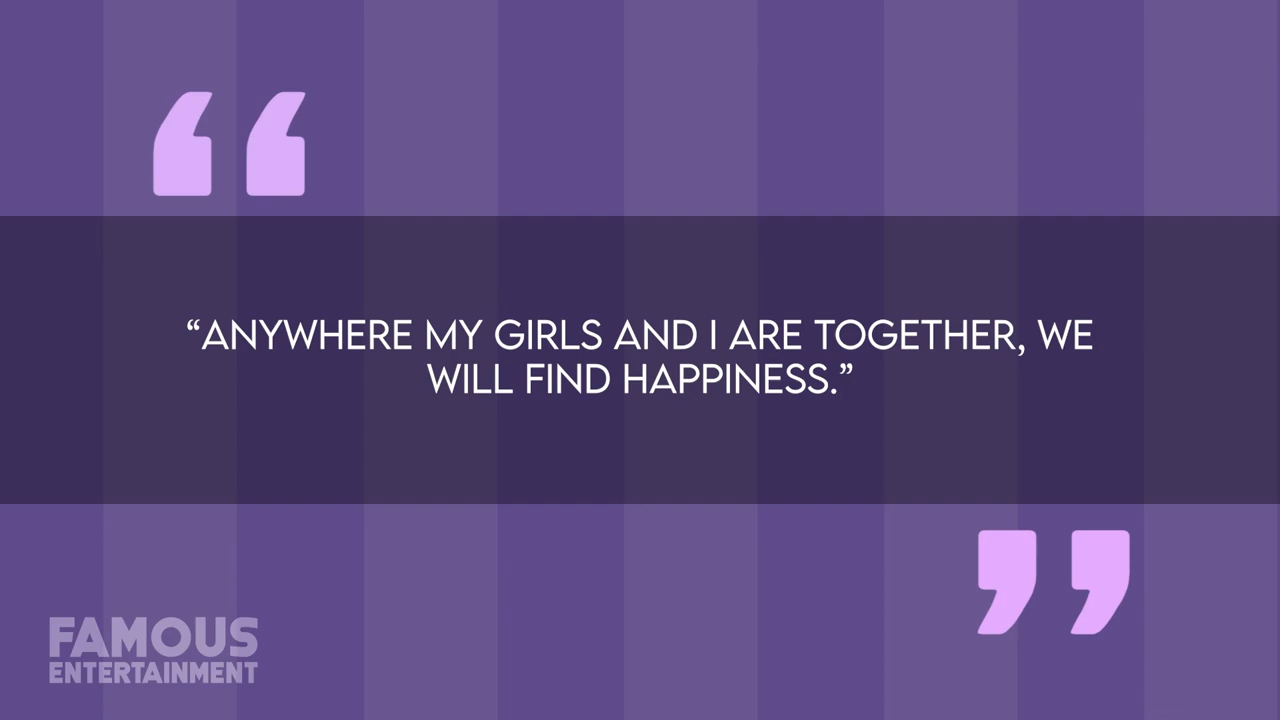 “ANYWHERE MY GIRLS AND I ARE TOGETHER, WE
WILL FIND HAPPINESS.”
FAMOUS
ENTERTAINMENT